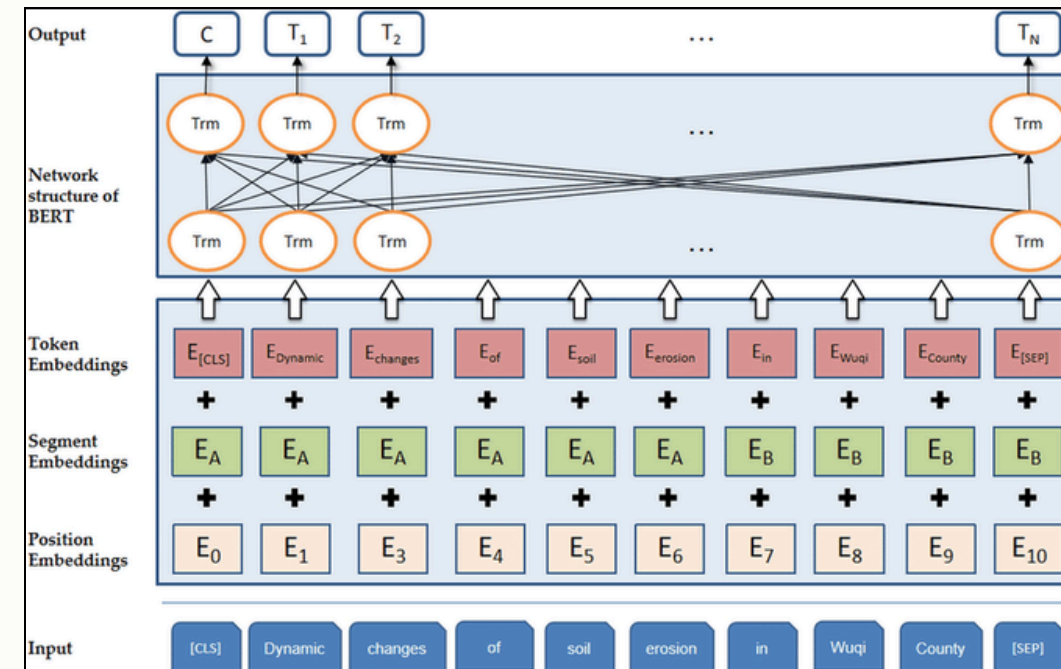 Output C T1 T2 ... TN
Trm Trm Trm ... Trm
Network
structure of
BERT
Trm Trm Trm ... Trm
Token
Embeddings
E[CLS] EDynamic Echanges Eof Esoil Eerosion Ein EWuqi ECounty E[SEP]
+ + + + + + + + + +
Segment
Embeddings
EA EA EA EA EA EA EB EB EB EB
+ + + + + + + + + +
Position
Embeddings
E0 E1 E3 E4 E5 E6 E7 E8 E9 E10
Input [CLS] Dynamic changes of soil erosion in Wuqi County [SEP]